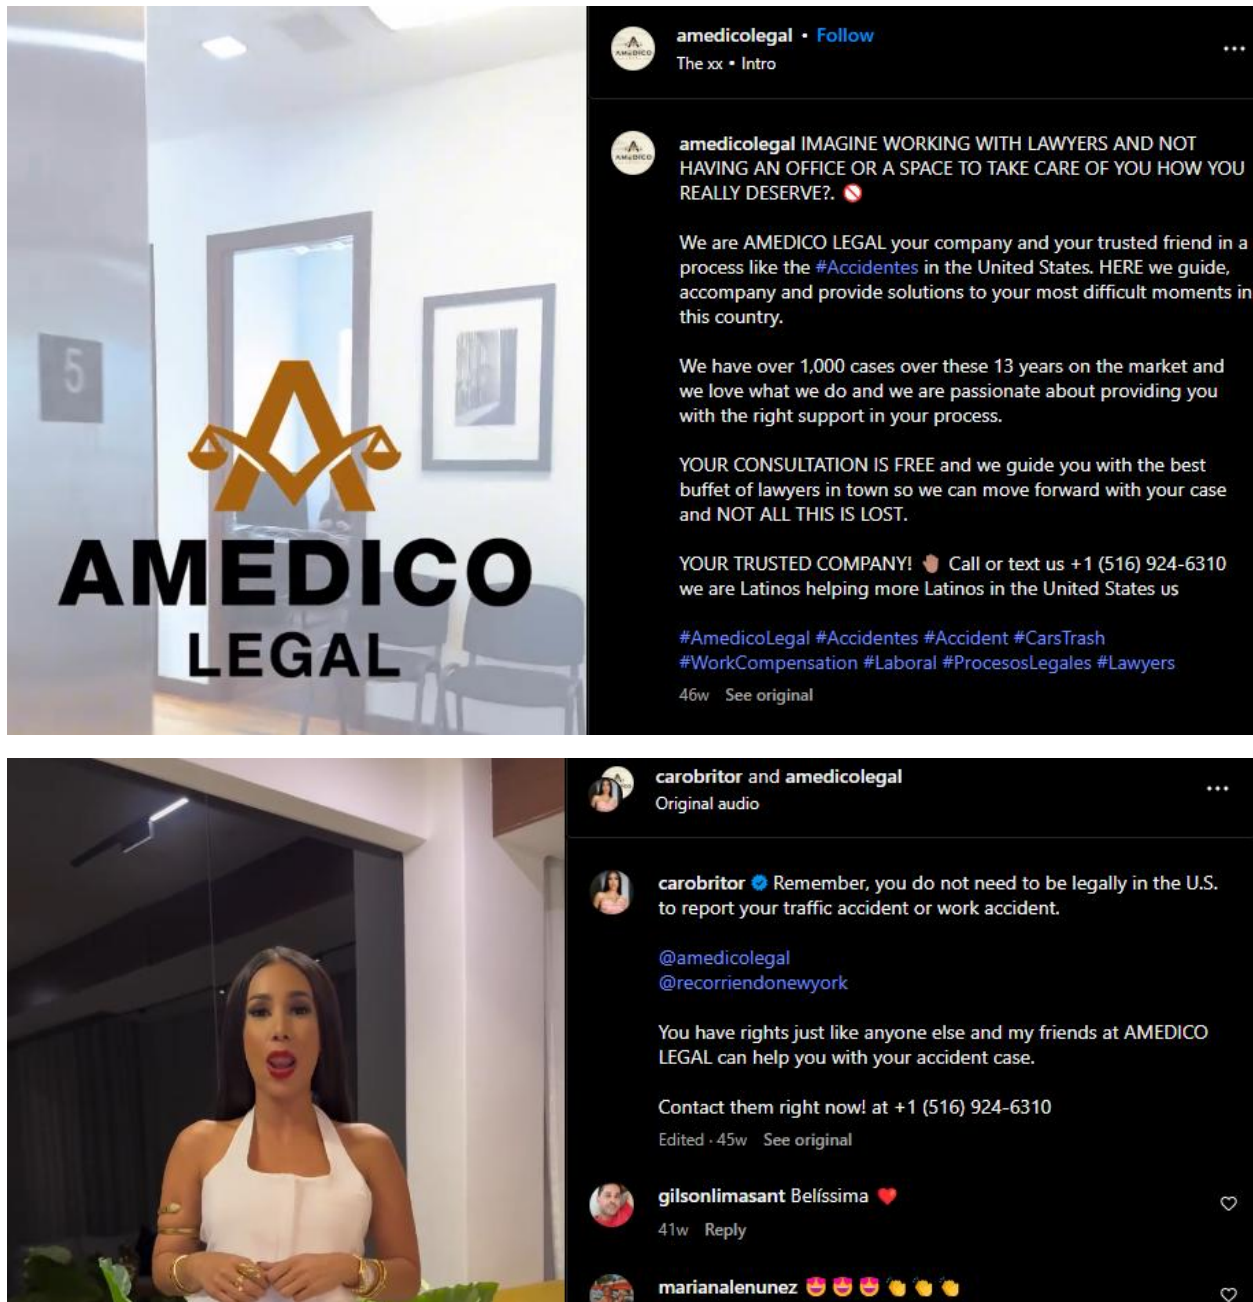 5
AMEDICO
LEGAL
AMEDICO
amedicolegal • Follow
The xx • Intro
AMEDICO
amedicolegal IMAGINE WORKING WITH LAWYERS AND NOT
HAVING AN OFFICE OR A SPACE TO TAKE CARE OF YOU HOW YOU
REALLY DESERVE?. 🚫
We are AMEDICO LEGAL your company and your trusted friend in a
process like the #Accidentes in the United States. HERE we guide,
accompany and provide solutions to your most difficult moments in
this country.
We have over 1,000 cases over these 13 years on the market and
we love what we do and we are passionate about providing you
with the right support in your process.
YOUR CONSULTATION IS FREE and we guide you with the best
buffet of lawyers in town so we can move forward with your case
and NOT ALL THIS IS LOST.
YOUR TRUSTED COMPANY! 🤚🏽 Call or text us +1 (516) 924-6310
we are Latinos helping more Latinos in the United States us
#AmedicoLegal #Accidentes #Accident #CarsTrash
#WorkCompensation #Laboral #ProcesosLegales #Lawyers
46w See original
carobritor and amedicolegal
Original audio
carobritor Remember, you do not need to be legally in the U.S.
to report your traffic accident or work accident.
@amedicolegal
@recorriendonewyork
You have rights just like anyone else and my friends at AMEDICO
LEGAL can help you with your accident case.
Contact them right now! at +1 (516) 924-6310
Edited · 45w See original
gilsonlimasant Belíssima ❤️
41w Reply
marianalenunez 😍😍😍👏👏👏